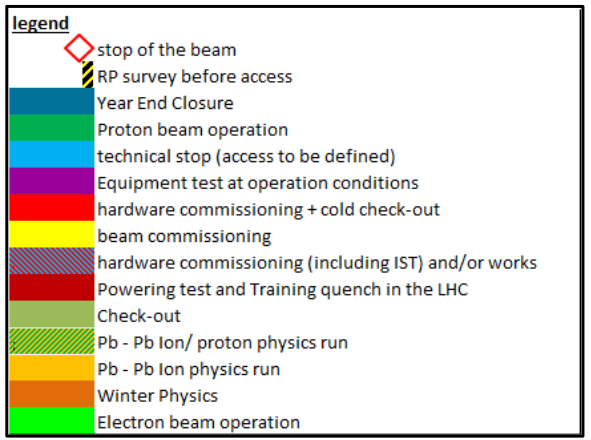 legend
stop of the beam
RP survey before access
Year End Closure
Proton beam operation
technical stop (access to be defined)
Equipment test at operation conditions
hardware commissioning + cold check-out
beam commissioning
hardware commissioning (including IST) and/or works
Powering test and Training quench in the LHC
Check-out
Pb - Pb Ion/ proton physics run
Pb - Pb Ion physics run
Winter Physics
Electron beam operation